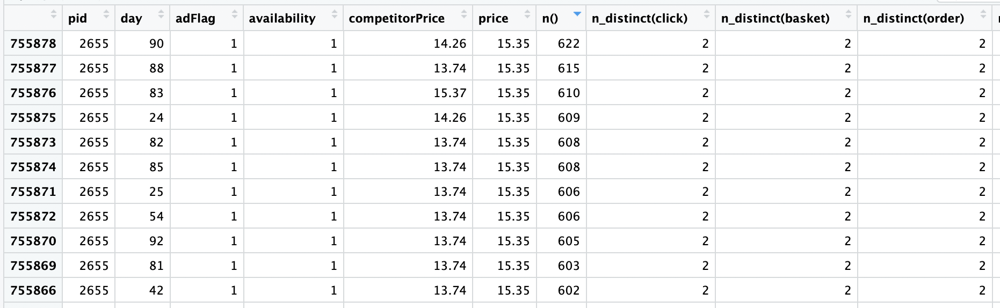 pid day adFlag availability competitorPrice price n() n_distinct(click) n_distinct(basket) n_distinct(order)
755878 2655 90 1 1 14.26 15.35 622 2 2 2
755877 2655 88 1 1 13.74 15.35 615 2 2 2
755876 2655 83 1 1 15.37 15.35 610 2 2 2
755875 2655 24 1 1 14.26 15.35 609 2 2 2
755873 2655 82 1 1 13.74 15.35 608 2 2 2
755874 2655 85 1 1 13.74 15.35 608 2 2 2
755871 2655 25 1 1 13.74 15.35 606 2 2 2
755872 2655 54 1 1 13.74 15.35 606 2 2 2
755870 2655 92 1 1 13.74 15.35 605 2 2 2
755869 2655 81 1 1 13.74 15.35 603 2 2 2
755866 2655 42 1 1 13.74 15.35 602 2 2 2